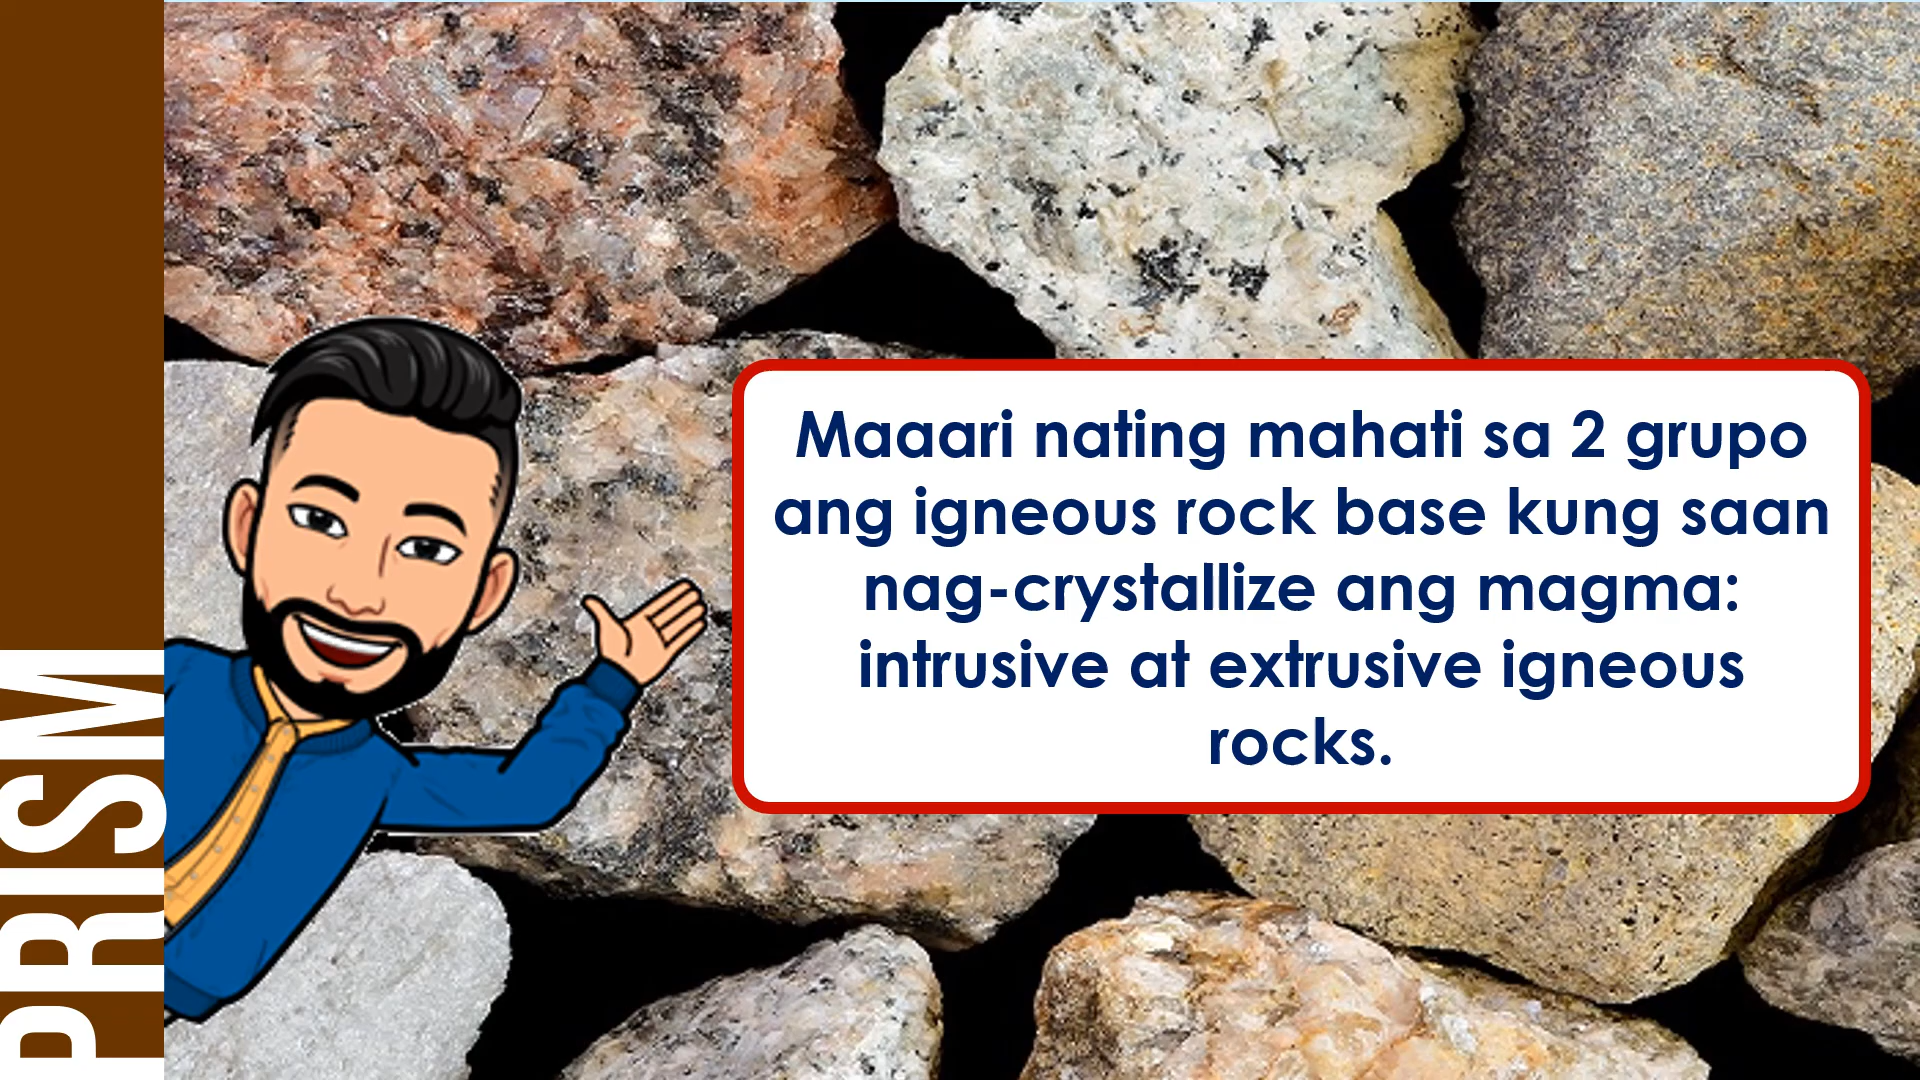 PRISM
Maaari nating mahati sa 2 grupo
ang igneous rock base kung saan
nag-crystallize ang magma:
intrusive at extrusive igneous
rocks.